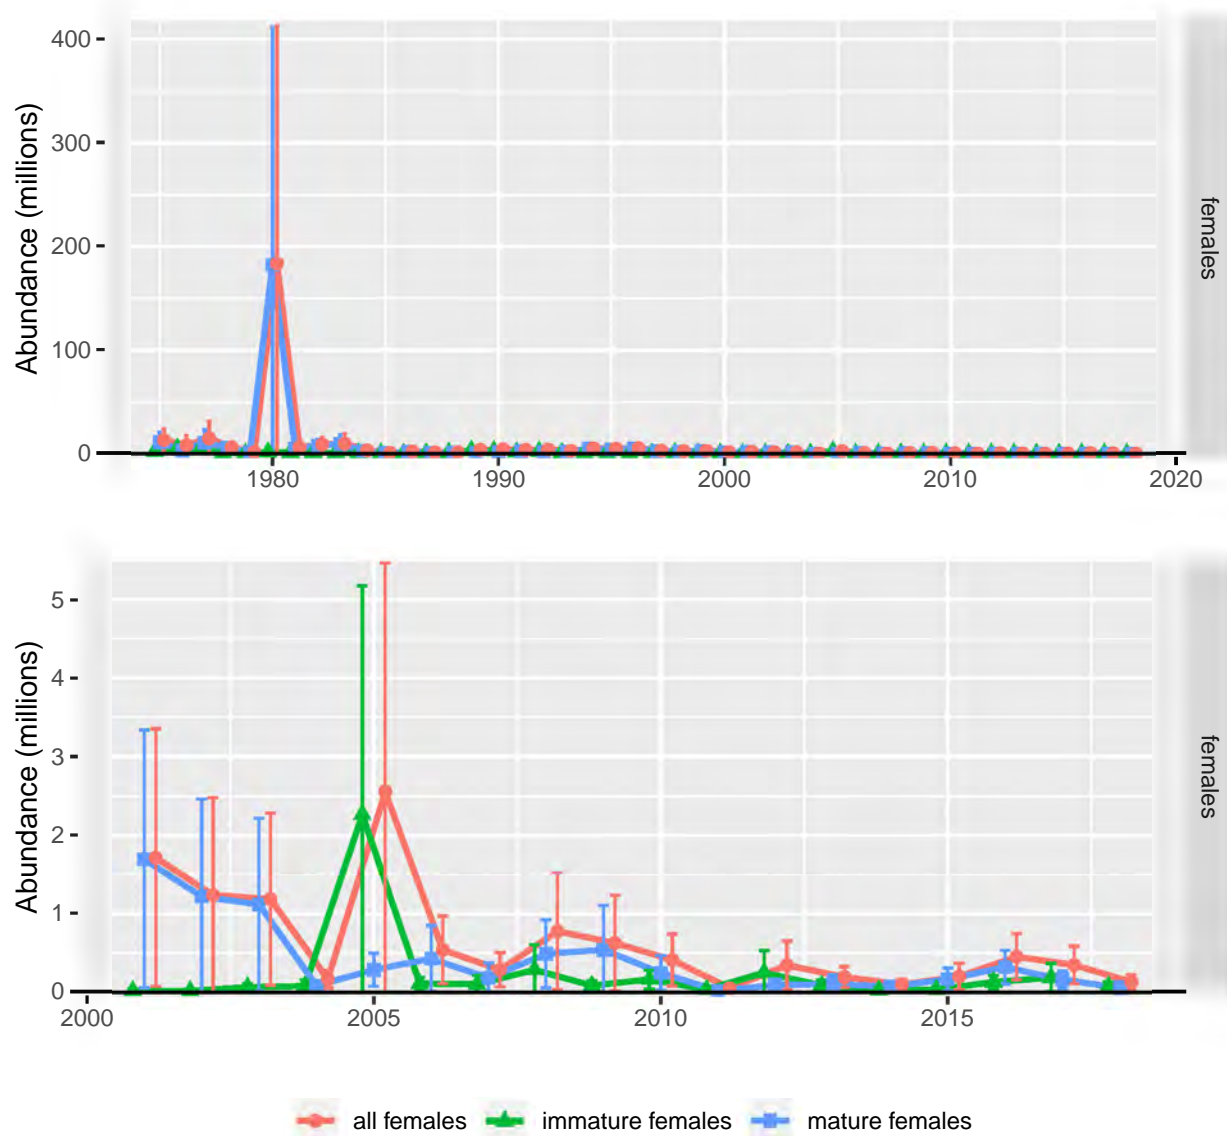 Abundance (millions)
400
300
200
100
0
1980
1990
2000
2010
2020
females
Abundance (millions)
5
4
3
2
1
0
2000
2005
2010
2015
females
all females
immature females
mature females